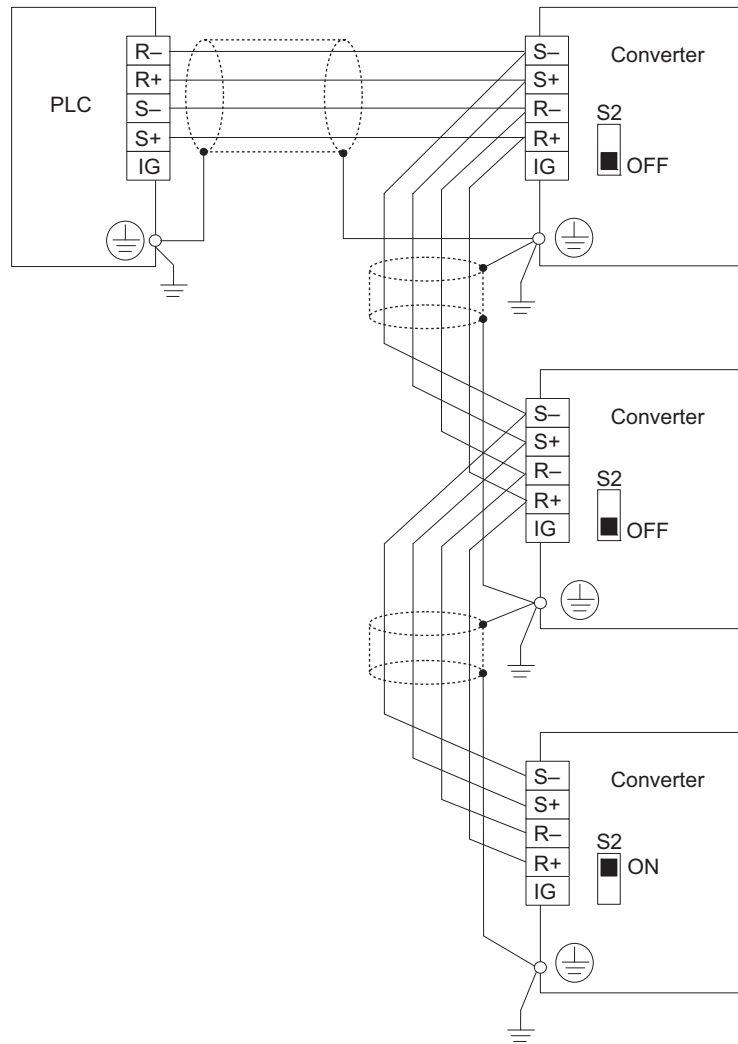 PLC
R–
R+
S–
S+
IG
S–
S+
R–
R+
IG
Converter
S2
OFF
S–
S+
R–
R+
IG
Converter
S2
OFF
S–
S+
R–
R+
IG
Converter
S2
ON